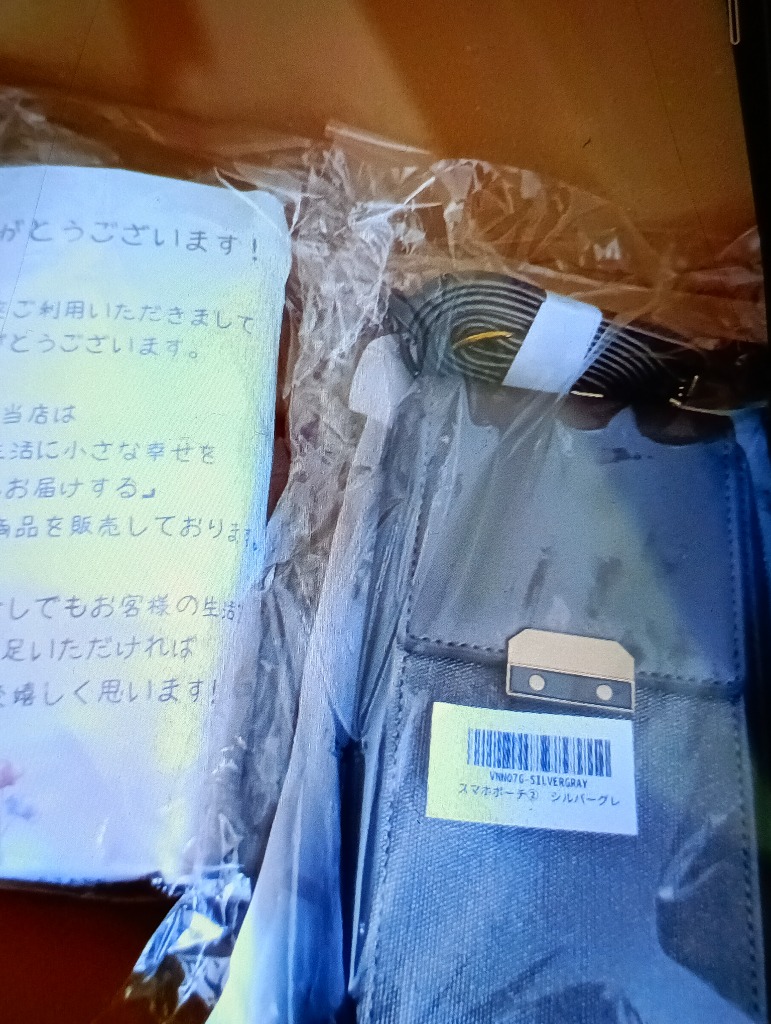 がとうございます!
ご利用いただきまして
とうございます。
当店は
活に小さな幸せを
お届けする』
商品を販売しております。
しでもお客様の生活
足いただければ
嬉しく思います!
VNN07G-SILVERGRAY
スマホポーチ② シルバーグレ